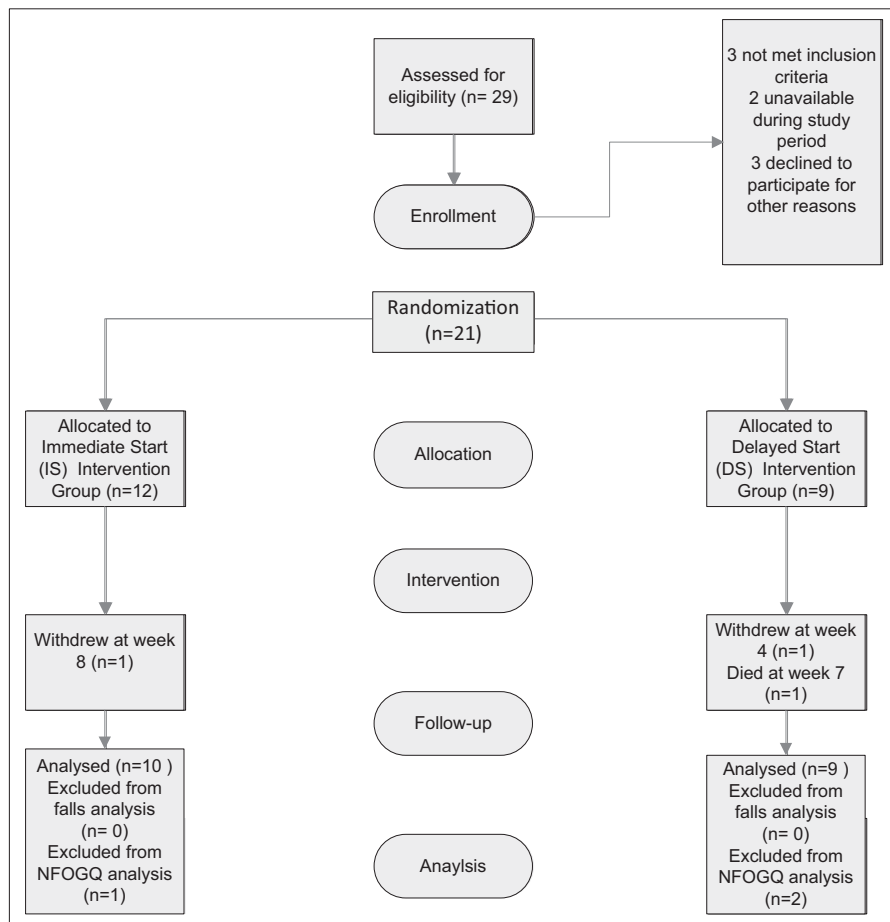 Assessed for
eligibility (n= 29)
3 not met inclusion
criteria
2 unavailable
during study
period
3 declined to
participate for
other reasons
Enrollment
Randomization
(n=21)
Allocated to
Immediate Start
(IS) Intervention
Group (n=12)
Allocation
Allocated to
Delayed Start
(DS) Intervention
Group (n=9)
Intervention
Withdrew at week
8 (n=1)
Withdrew at week
4 (n=1)
Died at week 7
(n=1)
Follow-up
Analysed (n=10 )
Excluded from
falls analysis
(n= 0)
Excluded from
NFOGQ analysis
(n=1)
Analysed (n=9 )
Excluded from
falls analysis
(n= 0)
Excluded from
NFOGQ analysis
(n=2)
Anaylsis